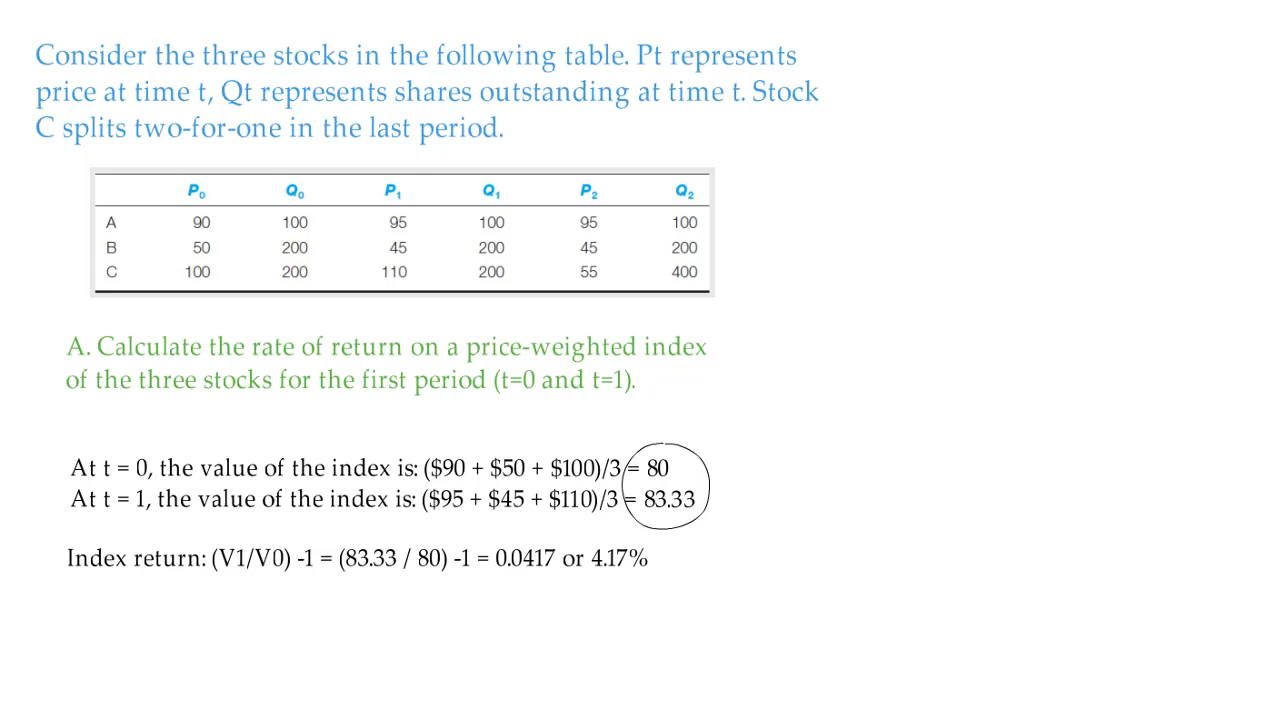 Consider the three stocks in the following table. Pt represents
price at time t, Qt represents shares outstanding at time t. Stock
C splits two-for-one in the last period.
P₀ Q₀ P₁ Q₁ P₂ Q₂
A 90 100 95 100 95 100
B 50 200 45 200 45 200
C 100 200 110 200 55 400
A. Calculate the rate of return on a price-weighted index
of the three stocks for the first period (t=0 and t=1).
At t = 0, the value of the index is: ($90 + $50 + $100)/3 = 80
At t = 1, the value of the index is: ($95 + $45 + $110)/3 = 83.33
Index return: (V1/V0) -1 = (83.33 / 80) -1 = 0.0417 or 4.17%